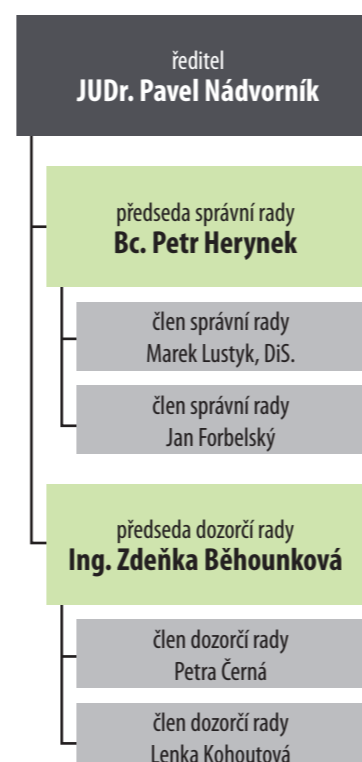 ředitel
JUDr. Pavel Nádvorník
předseda správní rady
Bc. Petr Herynek
člen správní rady
Marek Lustyk, DiS.
člen správní rady
Jan Forbelský
předseda dozorčí rady
Ing. Zdeňka Běhounková
člen dozorčí rady
Petra Černá
člen dozorčí rady
Lenka Kohoutová